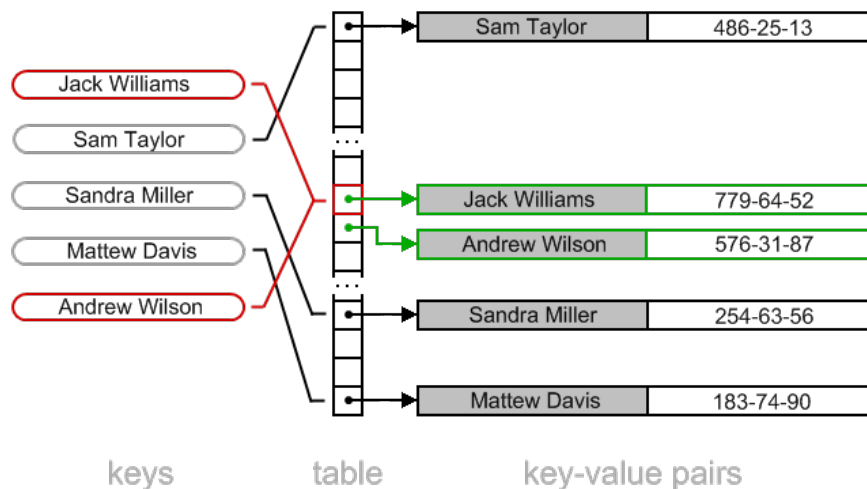 Sam Taylor 486-25-13
Jack Williams
Sam Taylor
...
Sandra Miller
Jack Williams 779-64-52
Mattew Davis
Andrew Wilson 576-31-87
...
Andrew Wilson
Sandra Miller 254-63-56
Mattew Davis 183-74-90
keys table key-value pairs